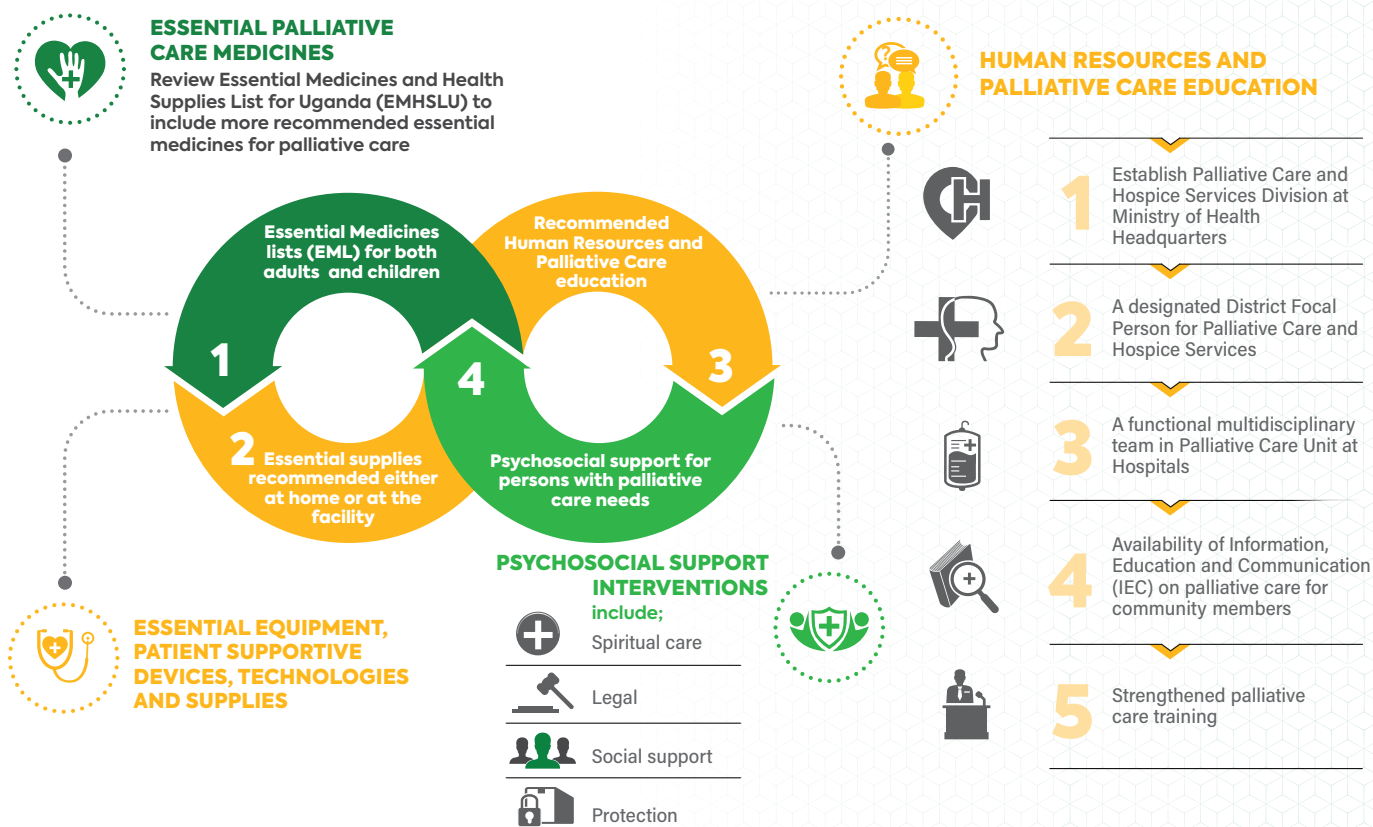 ESSENTIAL PALLIATIVE
CARE MEDICINES
Review Essential Medicines and Health
Supplies List for Uganda (EMHSLU) to
include more recommended essential
medicines for palliative care
Essential Medicines
lists (EML) for both
adults and children
1
2
Essential supplies
recommended either
at home or at the
facility
Recommended
Human Resources and
Palliative Care
education
3
4
Psychosocial support for
persons with palliative
care needs
ESSENTIAL EQUIPMENT,
PATIENT SUPPORTIVE
DEVICES, TECHNOLOGIES
AND SUPPLIES
PSYCHOSOCIAL SUPPORT
INTERVENTIONS
include;
Spiritual care
Legal
Social support
Protection
?
HUMAN RESOURCES AND
PALLIATIVE CARE EDUCATION
H
1
Establish Palliative Care and
Hospice Services Division at
Ministry of Health
Headquarters
2
A designated District Focal
Person for Palliative Care and
Hospice Services
3
A functional multidisciplinary
team in Palliative Care Unit at
Hospitals
4
Availability of Information,
Education and Communication
(IEC) on palliative care for
community members
5
Strengthened palliative
care training